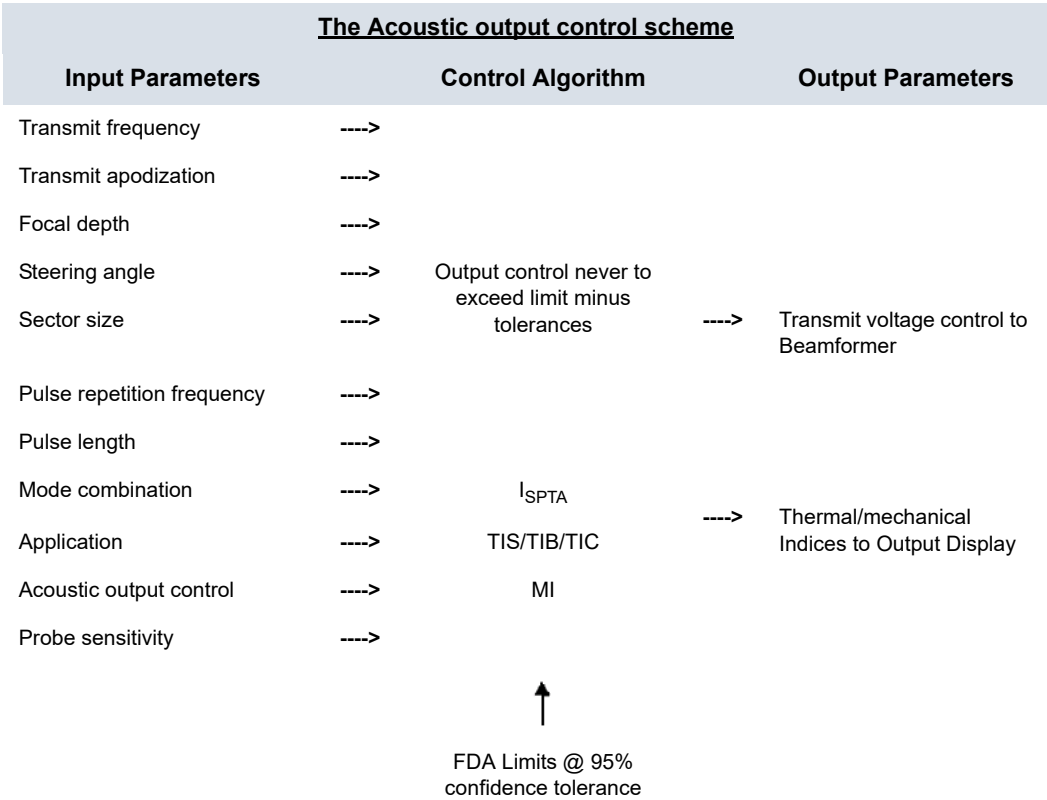 The Acoustic output control scheme
Input Parameters Control Algorithm Output Parameters
Transmit frequency ---->
Transmit apodization ---->
Focal depth ---->
Steering angle ----> Output control never to
exceed limit minus
Sector size ----> tolerances ----> Transmit voltage control to
Beamformer
Pulse repetition frequency ---->
Pulse length ---->
Mode combination ----> ISPTA
----> Thermal/mechanical
Application ----> TIS/TIB/TIC Indices to Output Display
Acoustic output control ----> MI
Probe sensitivity ---->
FDA Limits @ 95%
confidence tolerance